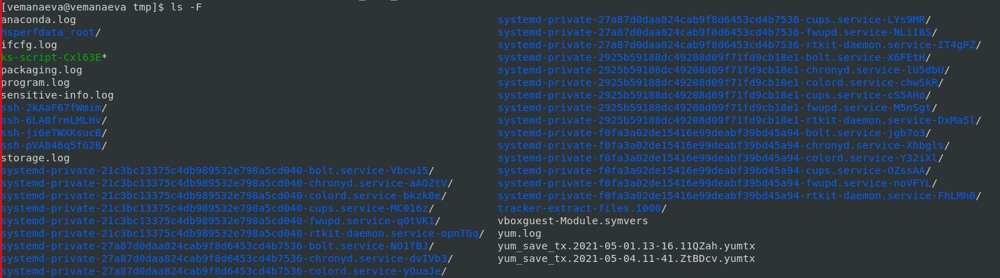 [vemanaeva@vemanaeva tmp]$ ls -F
anaconda.log
hsperfdata_root/
ifcfg.log
ks-script-Cxl63E*
packaging.log
program.log
sensitive-info.log
ssh-2kAaF67fWmim/
ssh-6LA0frmLMLHv/
ssh-ji6eTWXKsucB/
ssh-pVA046q5fG2B/
storage.log
systemd-private-21c3bc13375c4db989532e798a5cd040-bolt.service-Vbcw15/
systemd-private-21c3bc13375c4db989532e798a5cd040-chronyd.service-aAOZtV/
systemd-private-21c3bc13375c4db989532e798a5cd040-colord.service-bkzk0e/
systemd-private-21c3bc13375c4db989532e798a5cd040-cups.service-MC016z/
systemd-private-21c3bc13375c4db989532e798a5cd040-fwupd.service-qOtVK1/
systemd-private-21c3bc13375c4db989532e798a5cd040-rtkit-daemon.service-opnTGq/
systemd-private-27a87d0daa824cab9f8d6453cd4b7536-bolt.service-NO1fBJ/
systemd-private-27a87d0daa824cab9f8d6453cd4b7536-chronyd.service-dvIVb3/
systemd-private-27a87d0daa824cab9f8d6453cd4b7536-colord.service-yOuaJe/
systemd-private-27a87d0daa824cab9f8d6453cd4b7536-cups.service-LYs9MR/
systemd-private-27a87d0daa824cab9f8d6453cd4b7536-fwupd.service-NLiI8S/
systemd-private-27a87d0daa824cab9f8d6453cd4b7536-rtkit-daemon.service-IT4gPZ/
systemd-private-2925b59188dc49208d09f71fd9cb18e1-bolt.service-X6FEtH/
systemd-private-2925b59188dc49208d09f71fd9cb18e1-chronyd.service-lU5dbU/
systemd-private-2925b59188dc49208d09f71fd9cb18e1-colord.service-chwSkR/
systemd-private-2925b59188dc49208d09f71fd9cb18e1-cups.service-cS5AHo/
systemd-private-2925b59188dc49208d09f71fd9cb18e1-fwupd.service-M5nSgt/
systemd-private-2925b59188dc49208d09f71fd9cb18e1-rtkit-daemon.service-DxMa5l/
systemd-private-f0fa3a02de15416e99deabf39bd45a94-bolt.service-jgb7o3/
systemd-private-f0fa3a02de15416e99deabf39bd45a94-chronyd.service-Xhbgls/
systemd-private-f0fa3a02de15416e99deabf39bd45a94-colord.service-Y32iXl/
systemd-private-f0fa3a02de15416e99deabf39bd45a94-cups.service-OZssAA/
systemd-private-f0fa3a02de15416e99deabf39bd45a94-fwupd.service-noVFYL/
systemd-private-f0fa3a02de15416e99deabf39bd45a94-rtkit-daemon.service-FhLMh0/
tracker-extract-files.1000/
vboxguest-Module.symvers
yum.log
yum_save_tx.2021-05-01.13-16.11QZah.yumtx
yum_save_tx.2021-05-04.11-41.ZtBDcv.yumtx